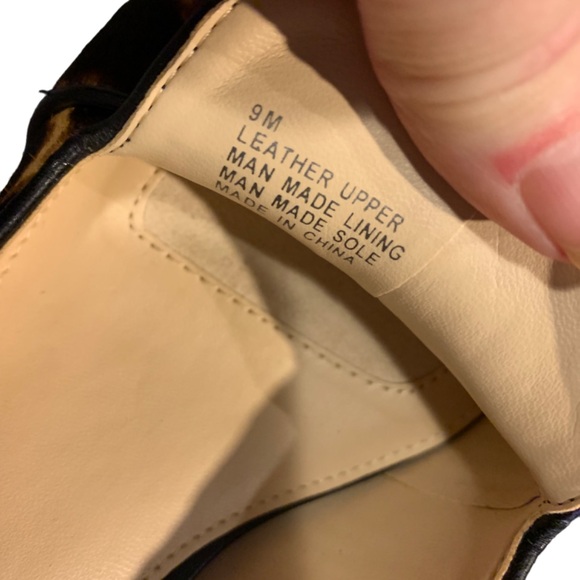 9M
LEATHER UPPER
MAN MADE LINING
MAN MADE SOLE
MADE IN CHINA